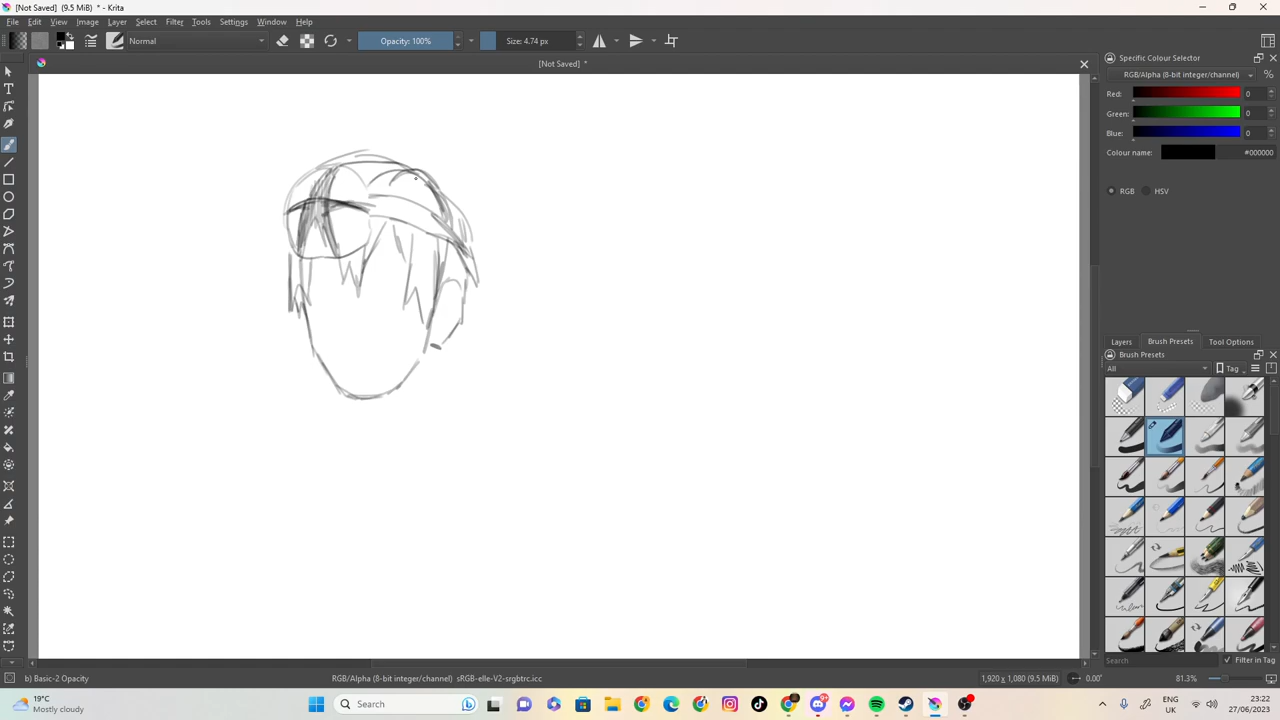 [Not Saved] (9.5 MiB) * - Krita
File Edit View Image Layer Select Filter Tools Settings Window Help
Normal Opacity: 100% Size: 4.74 px
[Not Saved] *
Specific Colour Selector
RGB/Alpha (8-bit integer/channel) %
Red: 0
Green: 0
Blue: 0
Colour name: #000000
RGB HSV
Layers Brush Presets Tool Options
Brush Presets
All Tag
Search Filter in Tag
b) Basic-2 Opacity RGB/Alpha (8-bit integer/channel) sRGB-elle-V2-srgbtrc.icc 1,920 x 1,080 (9.5 MiB) 0.00° 81.3%
19°C
Mostly cloudy
Search
ENG
UK
23:22
27/06/2023